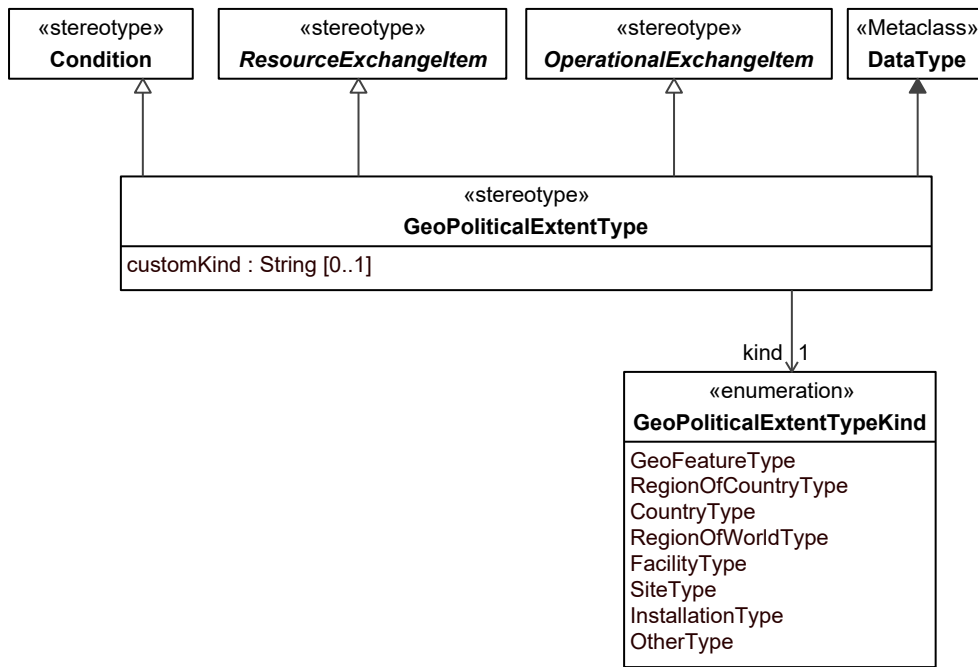 «stereotype»
Condition
«stereotype»
ResourceExchangeItem
«stereotype»
OperationalExchangeItem
«Metaclass»
DataType
«stereotype»
GeoPoliticalExtentType
customKind : String [0..1]
kind 1
«enumeration»
GeoPoliticalExtentTypeKind
GeoFeatureType
RegionOfCountryType
CountryType
RegionOfWorldType
FacilityType
SiteType
InstallationType
OtherType